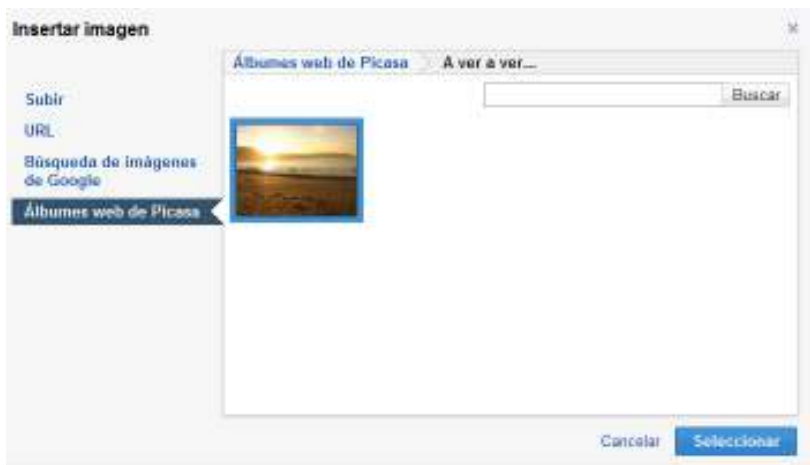 Insertar imagen
Álbumes web de Picasa A ver a ver...
Buscar
Subir
URL
Búsqueda de imágenes
de Google
Álbumes web de Picasa
Cancelar Seleccionar